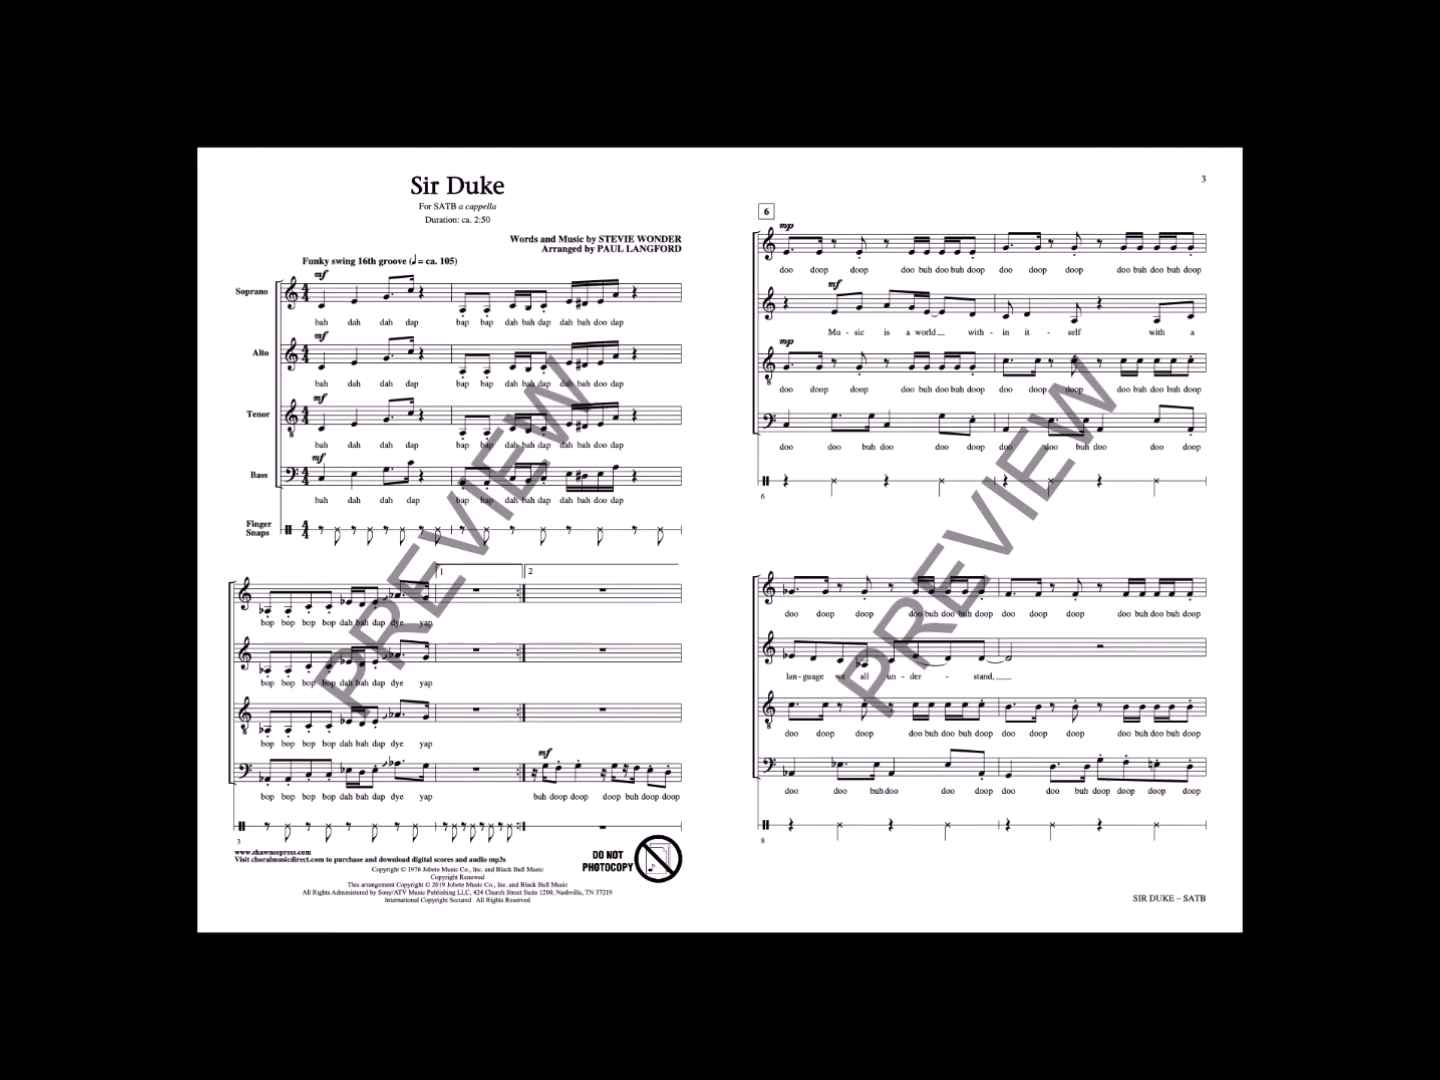 Sir Duke
For SATB a cappella
Duration: ca. 2:50
Words and Music by STEVIE WONDER
Arranged by PAUL LANGFORD
Funky swing 16th groove (♩= ca. 105)
mf
Soprano
bah dah dah dap bap bap dah bah dap dah bah doo dap
mf
Alto
bah dah dah dap bap bap dah bah dap dah bah doo dap
mf
Tenor
bah dah dah dap bap bap dah bah dap dah bah doo dap
mf
Bass
bah dah dah dap bap bap dah bah dap dah bah doo dap
Finger
Snaps
1 2
bop bop bop bop dah bah dap dye yap
bop bop bop bop dah bah dap dye yap
bop bop bop bop dah bah dap dye yap
mf
bop bop bop bop dah bah dap dye yap buh doop doop doop buh doop doop
3
www.shawneepress.com
Visit choralmusicdirect.com to purchase and download digital scores and audio mp3s
DO NOT
PHOTOCOPY
Copyright © 1976 Jobete Music Co., Inc. and Black Bull Music
Copyright Renewed
This arrangement Copyright © 2019 Jobete Music Co., Inc. and Black Bull Music
All Rights Administered by Sony/ATV Music Publishing LLC, 424 Church Street Suite 1200, Nashville, TN 37219
International Copyright Secured All Rights Reserved
PREVIEW
3
6
mp
doo doop doop doo buh doo buh doop doo doop doop doo buh doo buh doop
mf
Mu - sic is a world with - in it - self with a
mp
doo doop doop doo buh doo buh doop doo doop doop doo buh doo buh doop
doo doo buh doo doo doop doo doo buh doo doo doop
6
doo doop doop doo buh doo buh doop doo doop doop doo buh doo buh doop
lan - guage we all un - der - stand,
doo doop doop doo buh doo buh doop doo doop doop doo buh doo buh doop
doo doo buh doo doo doop doo doo buh doop doop doop doop
8
SIR DUKE – SATB
PREVIEW